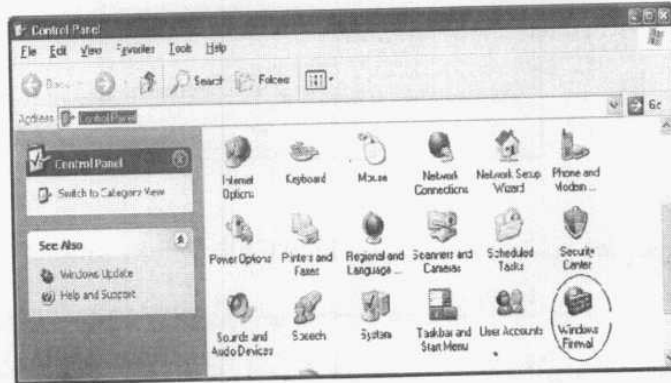 Control Panel
File Edit View Favorites Tools Help
Back Search Folders
Address Control Panel Go
Control Panel
Switch to Category View
See Also
Windows Update
Help and Support
Internet Options
Keyboard
Mouse
Network Connections
Network Setup Wizard
Phone and Modem ...
Power Options
Printers and Faxes
Regional and Language ...
Scanners and Cameras
Scheduled Tasks
Security Center
Sounds and Audio Devices
Speech
System
Taskbar and Start Menu
User Accounts
Windows Firewall